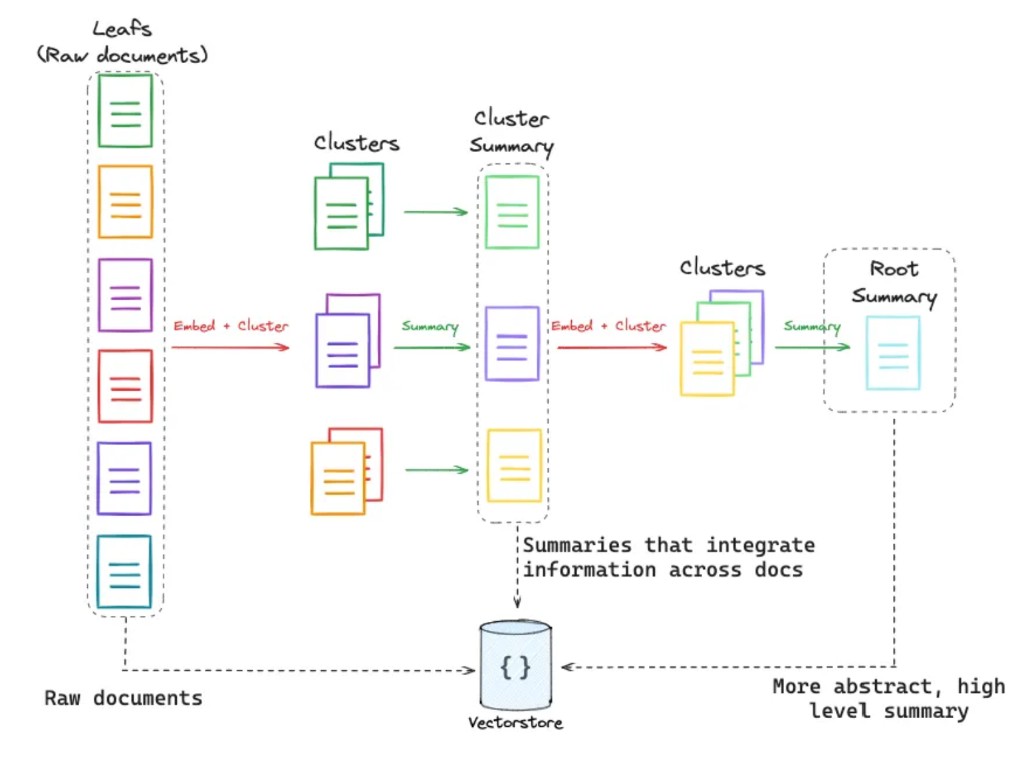 Leafs
(Raw documents)
Clusters
Cluster
Summary
Embed + Cluster
Summary
Embed + Cluster
Clusters
Summary
Root
Summary
Summaries that integrate
information across docs
{}
Vectorstore
Raw documents
More abstract, high
level summary